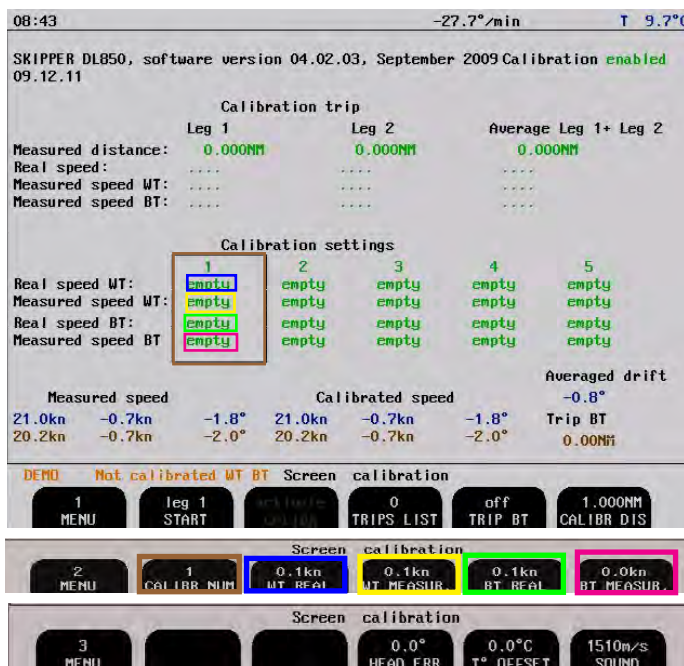 08:43 -27.7°/min T 9.7°
SKIPPER DL850, software version 04.02.03, September 2009 Calibration enabled
09.12.11
Calibration trip
Leg 1 Leg 2 Average Leg 1+ Leg 2
Measured distance: 0.000NM 0.000NM 0.000NM
Real speed: .... .... ....
Measured speed WT: .... .... ....
Measured speed BT: .... .... ....
Calibration settings
1 2 3 4 5
Real speed WT: empty empty empty empty empty
Measured speed WT: empty empty empty empty empty
Real speed BT: empty empty empty empty empty
Measured speed BT empty empty empty empty empty
Averaged drift
Measured speed Calibrated speed -0.8°
21.0kn -0.7kn -1.8° 21.0kn -0.7kn -1.8° Trip BT
20.2kn -0.7kn -2.0° 20.2kn -0.7kn -2.0° 0.00NM
DEMO Not calibrated WT BT Screen calibration
1 leg 1 0 off 1.000NM
MENU START TRIPS LIST TRIP BT CALIBR DIS
Screen calibration
2 1 0.1kn 0.1kn 0.1kn 0.0kn
MENU CALIBR NUM WT REAL WT MEASUR. BT REAL BT MEASUR.
Screen calibration
3 0.0° 0.0°C 1510m/s
MENU HEAD ERR T° OFFSET SOUND